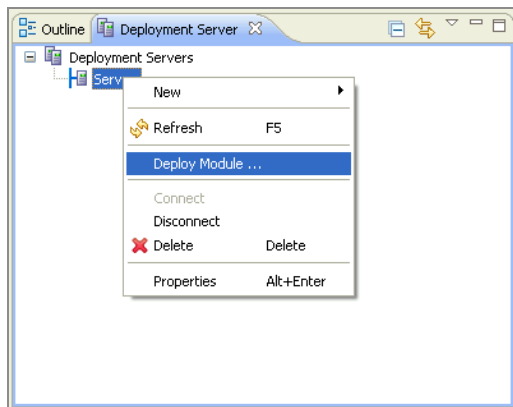 Outline Deployment Server
Deployment Servers
Serv
New
Refresh F5
Deploy Module ...
Connect
Disconnect
Delete Delete
Properties Alt+Enter